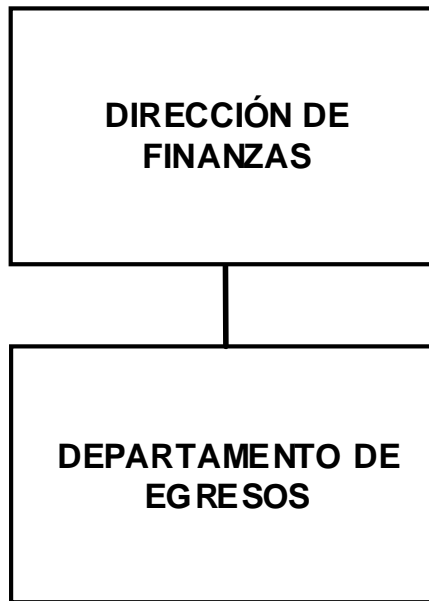 DIRECCIÓN DE
FINANZAS
DEPARTAMENTO DE
EGRESOS